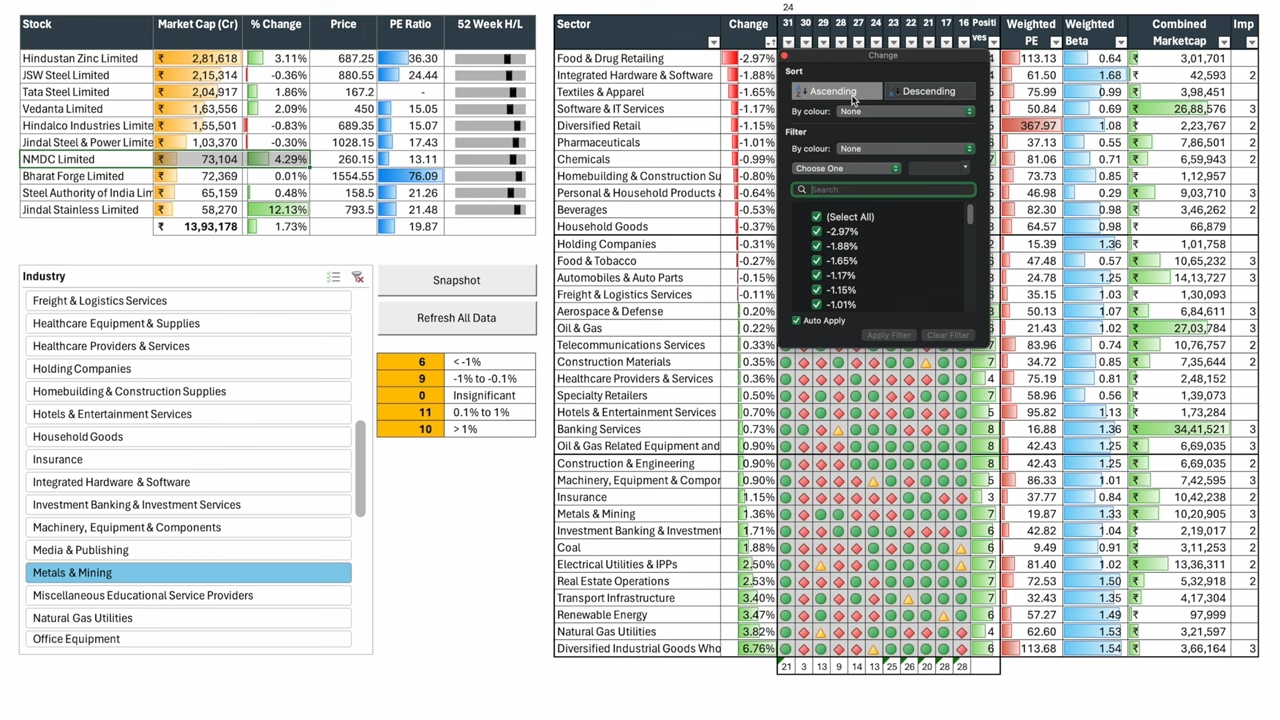 24
Stock Market Cap (Cr) % Change Price PE Ratio 52 Week H/L
Hindustan Zinc Limited ₹ 2,81,618 3.11% 687.25 36.30
JSW Steel Limited ₹ 2,15,314 -0.36% 880.55 24.44
Tata Steel Limited ₹ 2,04,917 1.86% 167.2 -
Vedanta Limited ₹ 1,63,556 2.09% 450 15.05
Hindalco Industries Limite ₹ 1,55,501 -0.83% 689.35 15.07
Jindal Steel & Power Limite ₹ 1,03,370 -0.30% 1028.15 17.43
NMDC Limited ₹ 73,104 4.29% 260.15 13.11
Bharat Forge Limited ₹ 72,369 0.01% 1554.55 76.09
Steel Authority of India Lim ₹ 65,159 0.48% 158.5 21.26
Jindal Stainless Limited ₹ 58,270 12.13% 793.5 21.48
₹ 13,93,178 1.73% 19.87
Industry
Freight & Logistics Services
Healthcare Equipment & Supplies
Healthcare Providers & Services
Holding Companies
Homebuilding & Construction Supplies
Hotels & Entertainment Services
Household Goods
Insurance
Integrated Hardware & Software
Investment Banking & Investment Services
Machinery, Equipment & Components
Media & Publishing
Metals & Mining
Miscellaneous Educational Service Providers
Natural Gas Utilities
Office Equipment
Snapshot
Refresh All Data
6 < -1%
9 -1% to -0.1%
0 Insignificant
11 0.1% to 1%
10 > 1%
Sector Change 31 30 29 28 27 24 23 22 21 17 16 Positi ves Weighted PE Weighted Beta Combined Marketcap Imp
Food & Drug Retailing -2.97% 4 113.13 0.64 ₹ 3,01,701
Integrated Hardware & Software -1.88% 61.50 1.68 ₹ 42,593 2
Textiles & Apparel -1.65% 75.99 0.99 ₹ 98,451
Software & IT Services -1.17% 50.84 0.69 ₹ 26,88,576 3
Diversified Retail -1.15% 367.97 1.08 ₹ 2,23,767 2
Pharmaceuticals -1.01% 37.13 0.55 ₹ 7,86,501 2
Chemicals -0.99% 81.06 0.71 ₹ 6,59,943 2
Homebuilding & Construction Su -0.80% 73.73 0.85 ₹ 1,12,957
Personal & Household Products & -0.64% 46.98 0.29 ₹ 9,03,710 3
Beverages -0.53% 82.30 0.98 ₹ 3,46,262 2
Household Goods -0.37% 64.57 0.98 ₹ 66,879
Holding Companies -0.31% 2 15.39 1.36 ₹ 1,01,758
Food & Tobacco -0.27% 47.48 0.57 ₹ 10,65,232 3
Automobiles & Auto Parts -0.15% 24.78 1.25 ₹ 14,13,727 3
Freight & Logistics Services -0.11% 35.15 1.03 ₹ 1,30,093
Aerospace & Defense 0.20% 50.13 1.07 ₹ 6,84,611 3
Oil & Gas 0.22% 21.43 1.02 ₹ 27,03,784 3
Telecommunications Services 0.33% 7 83.96 0.74 ₹ 10,76,757 2
Construction Materials 0.35% 7 34.72 0.85 ₹ 7,35,644 2
Healthcare Providers & Services 0.36% 4 75.19 0.81 ₹ 2,48,152
Specialty Retailers 0.50% 7 58.96 0.56 ₹ 1,39,073
Hotels & Entertainment Services 0.70% 5 95.82 1.13 ₹ 1,73,284
Banking Services 0.73% 8 16.88 1.36 ₹ 34,41,521 3
Oil & Gas Related Equipment and 0.90% 8 42.43 1.25 ₹ 6,69,035 2
Construction & Engineering 0.90% 8 42.43 1.25 ₹ 6,69,035 2
Machinery, Equipment & Compor 0.90% 5 86.33 1.01 ₹ 7,42,595 3
Insurance 1.15% 3 37.77 0.84 ₹ 10,42,238 2
Metals & Mining 1.36% 7 19.87 1.33 ₹ 10,20,905 3
Investment Banking & Investment 1.71% 6 42.82 1.04 ₹ 2,19,017 2
Coal 1.88% 6 9.49 0.91 ₹ 3,11,253 2
Electrical Utilities & IPPs 2.50% 7 81.40 1.02 ₹ 13,36,311 2
Real Estate Operations 2.53% 7 72.53 1.50 ₹ 5,32,918 2
Transport Infrastructure 3.40% 7 32.43 1.35 ₹ 4,17,304
Renewable Energy 3.47% 6 57.27 1.49 ₹ 97,999
Natural Gas Utilities 3.82% 4 62.60 1.53 ₹ 3,21,597
Diversified Industrial Goods Who 6.76% 6 113.68 1.54 ₹ 3,66,164 3
21 3 13 9 14 13 25 26 20 28 28
Change
Sort
Ascending Descending
By colour: None
Filter
By colour: None
Choose One
Search
(Select All)
-2.97%
-1.88%
-1.65%
-1.17%
-1.15%
-1.01%
Auto Apply
Apply Filter Clear Filter